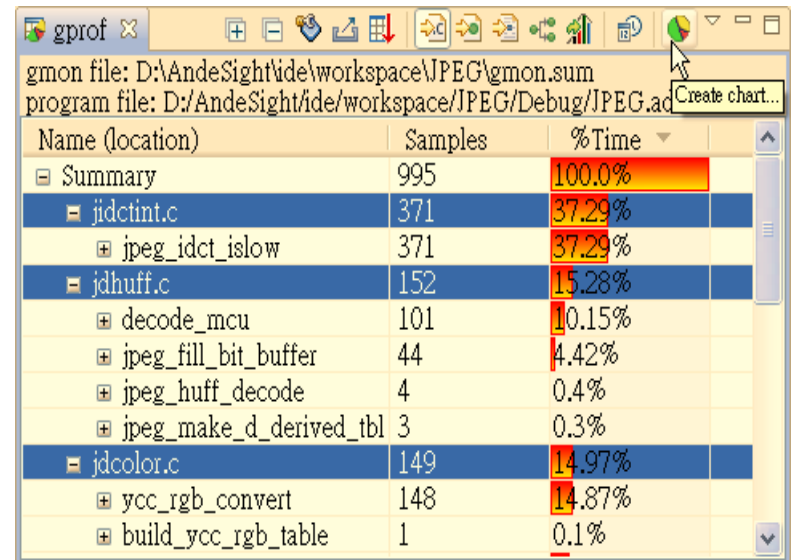 gprof
gmon file: D:\AndeSight\ide\workspace\JPEG\gmon.sum
program file: D:/AndeSight/ide/workspace/JPEG/Debug/JPEG.ad
Create chart...
Name (location) Samples %Time
Summary 995 100.0%
jidctint.c 371 37.29%
jpeg_idct_islow 371 37.29%
jdhuff.c 152 15.28%
decode_mcu 101 10.15%
jpeg_fill_bit_buffer 44 4.42%
jpeg_huff_decode 4 0.4%
jpeg_make_d_derived_tbl 3 0.3%
jdcolor.c 149 14.97%
ycc_rgb_convert 148 14.87%
build_ycc_rgb_table 1 0.1%